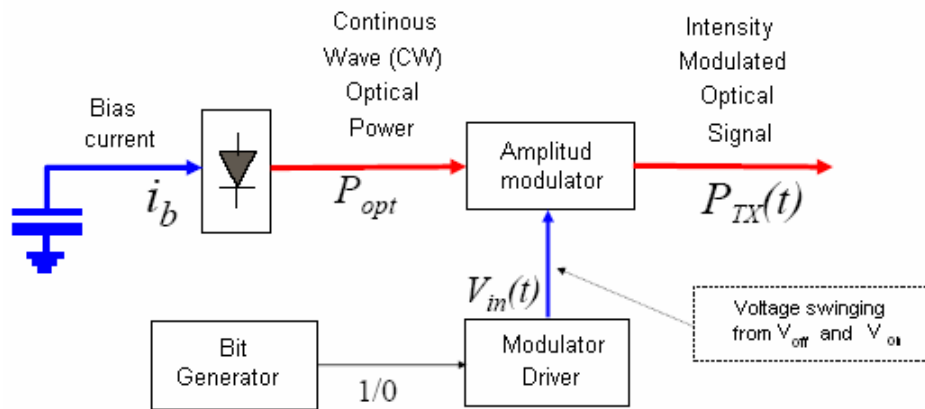 Continous
Wave (CW)
Optical
Power
Intensity
Modulated
Optical
Signal
Bias
current
i_b
P_opt
Amplitud
modulator
P_TX(t)
V_in(t)
Voltage swinging
from V_off and V_on
Bit
Generator
1/0
Modulator
Driver